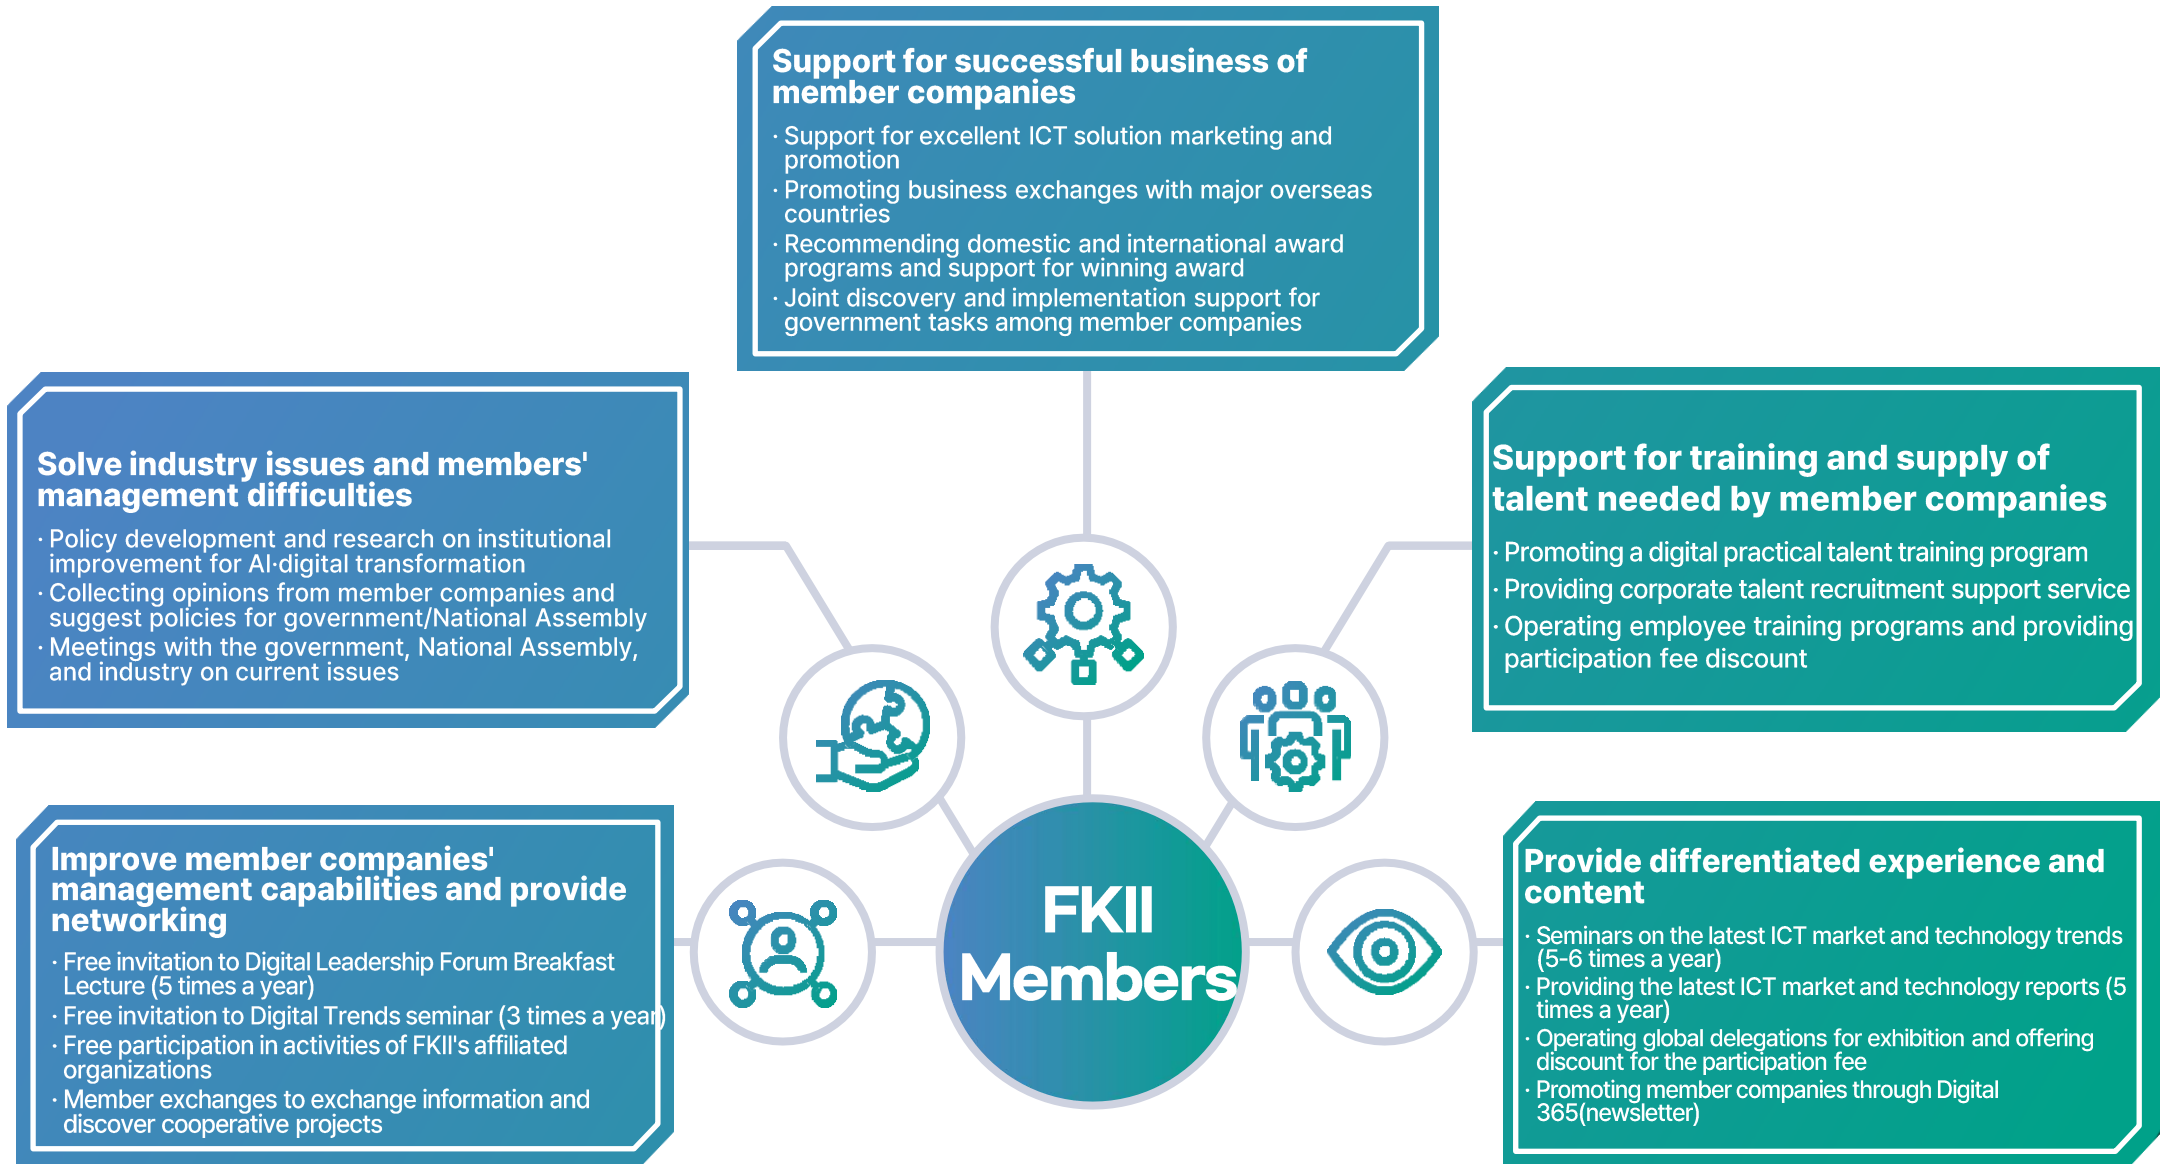 Support for successful business of
member companies
· Support for excellent ICT solution marketing and
promotion
· Promoting business exchanges with major overseas
countries
· Recommending domestic and international award
programs and support for winning award
· Joint discovery and implementation support for
government tasks among member companies
Solve industry issues and members'
management difficulties
· Policy development and research on institutional
improvement for AI·digital transformation
· Collecting opinions from member companies and
suggest policies for government/National Assembly
· Meetings with the government, National Assembly,
and industry on current issues
Support for training and supply of
talent needed by member companies
· Promoting a digital practical talent training program
· Providing corporate talent recruitment support service
· Operating employee training programs and providing
participation fee discount
Improve member companies'
management capabilities and provide
networking
· Free invitation to Digital Leadership Forum Breakfast
Lecture (5 times a year)
· Free invitation to Digital Trends seminar (3 times a year)
· Free participation in activities of FKII's affiliated
organizations
· Member exchanges to exchange information and
discover cooperative projects
FKII
Members
Provide differentiated experience and
content
· Seminars on the latest ICT market and technology trends
(5-6 times a year)
· Providing the latest ICT market and technology reports (5
times a year)
· Operating global delegations for exhibition and offering
discount for the participation fee
· Promoting member companies through Digital
365(newsletter)